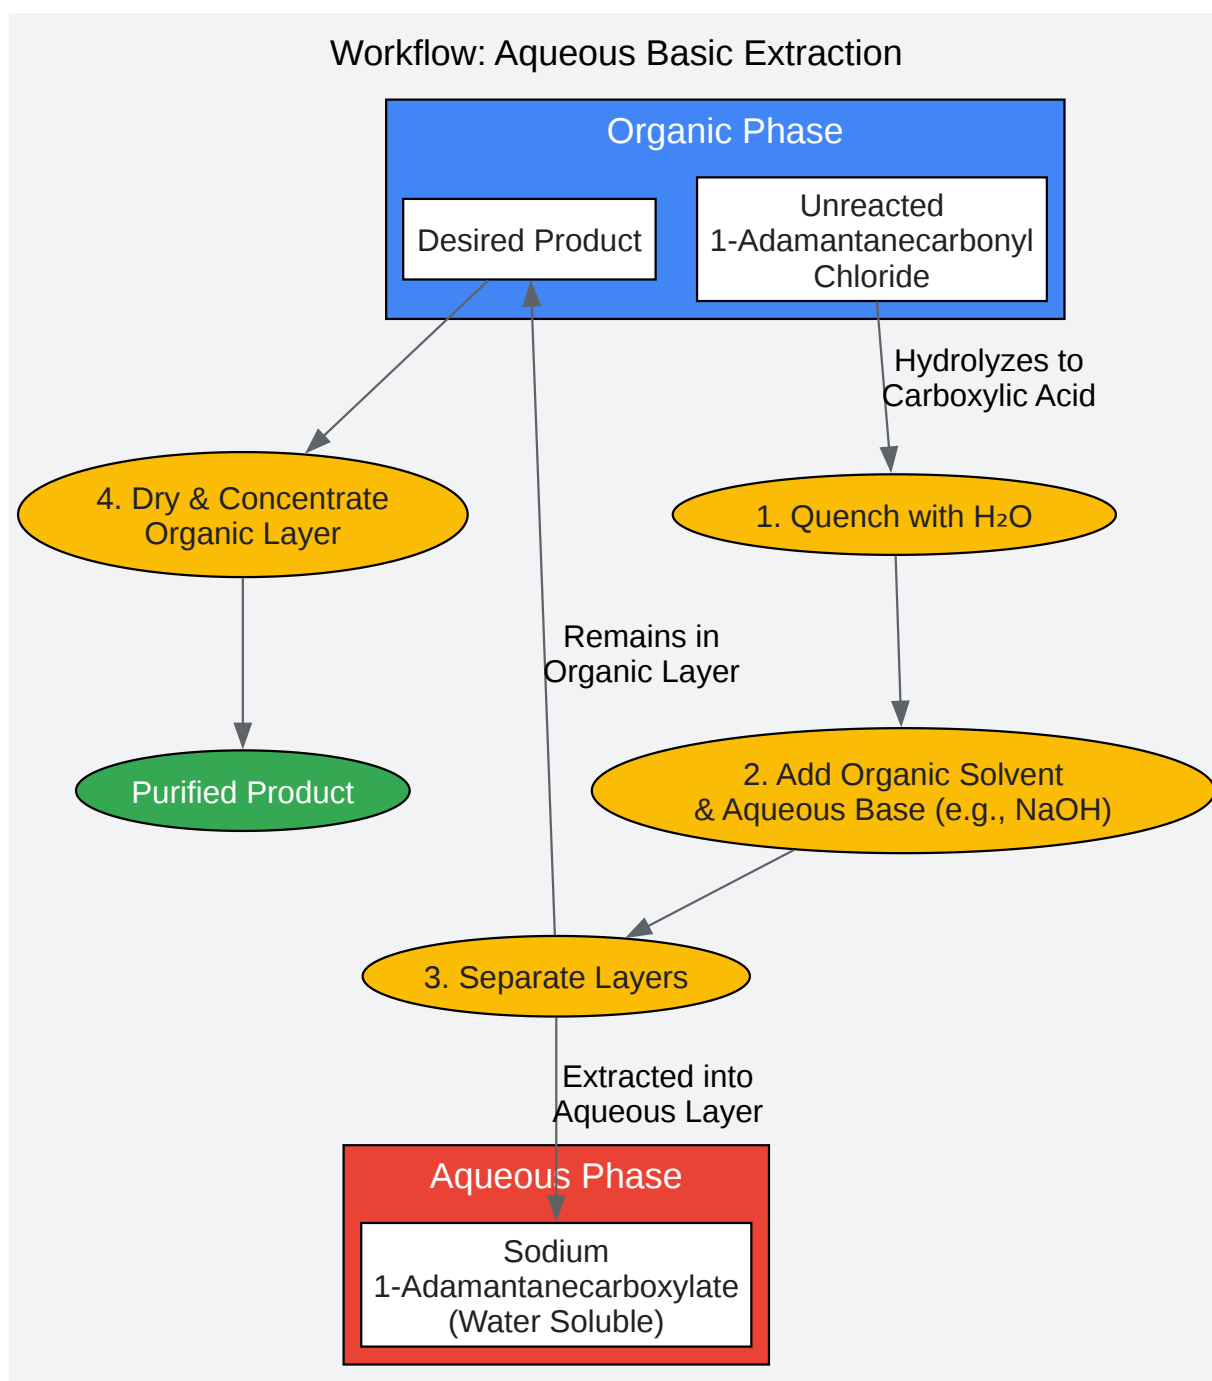 Workflow: Aqueous Basic Extraction
Organic Phase
Desired Product
Unreacted
1-Adamantanecarbonyl
Chloride
Hydrolyzes to
Carboxylic Acid
4. Dry & Concentrate
Organic Layer
1. Quench with H₂O
Remains in
Organic Layer
Purified Product
2. Add Organic Solvent
& Aqueous Base (e.g., NaOH)
3. Separate Layers
Extracted into
Aqueous Layer
Aqueous Phase
Sodium
1-Adamantanecarboxylate
(Water Soluble)